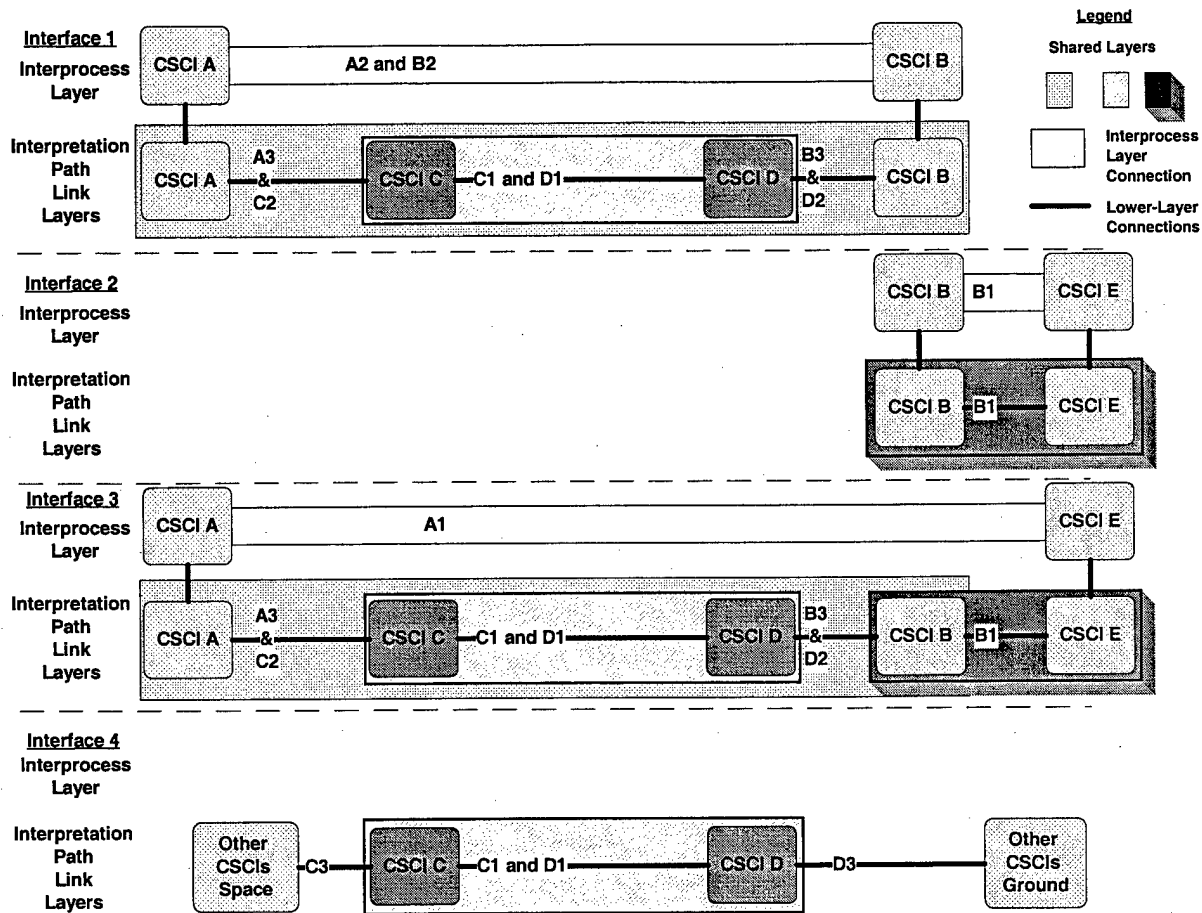 Legend
Shared Layers
Interprocess
Layer
Connection
Lower-Layer
Connections
Interface 1
Interprocess
Layer
CSCI A
A2 and B2
CSCI B
Interpretation
Path
Link
Layers
CSCI A
A3
&
C2
CSCI C
C1 and D1
CSCI D
B3
&
D2
CSCI B
Interface 2
Interprocess
Layer
CSCI B
B1
CSCI E
Interpretation
Path
Link
Layers
CSCI B
B1
CSCI E
Interface 3
Interprocess
Layer
CSCI A
A1
CSCI E
Interpretation
Path
Link
Layers
CSCI A
A3
&
C2
CSCI C
C1 and D1
CSCI D
B3
&
D2
CSCI B
B1
CSCI E
Interface 4
Interprocess
Layer
Interpretation
Path
Link
Layers
Other
CSCIs
Space
C3
CSCI C
C1 and D1
CSCI D
D3
Other
CSCIs
Ground